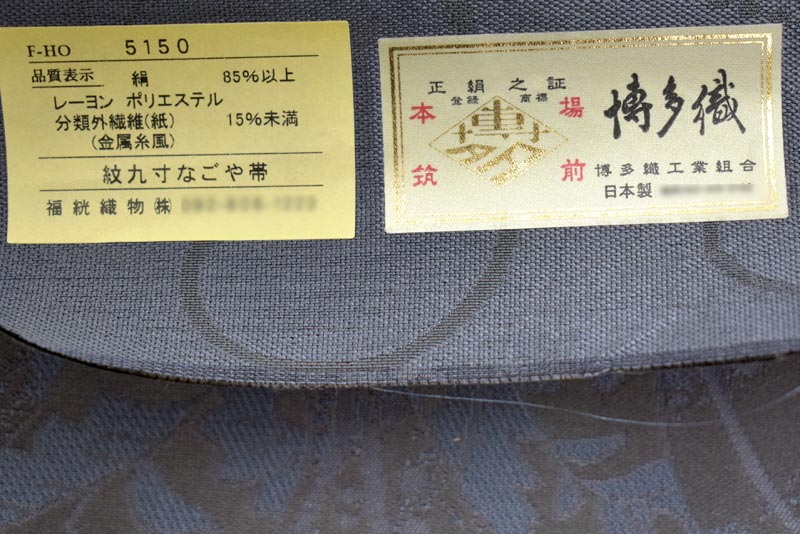 F-HO 5150
品質表示 絹 85%以上
レーヨン ポリエステル
分類外繊維(紙) 15%未満
(金属糸風)
紋九寸なごや帯
福絖織物㈱
正絹之証
登録 商標
本場
筑前
博多
博多織
博多織工業組合
日本製